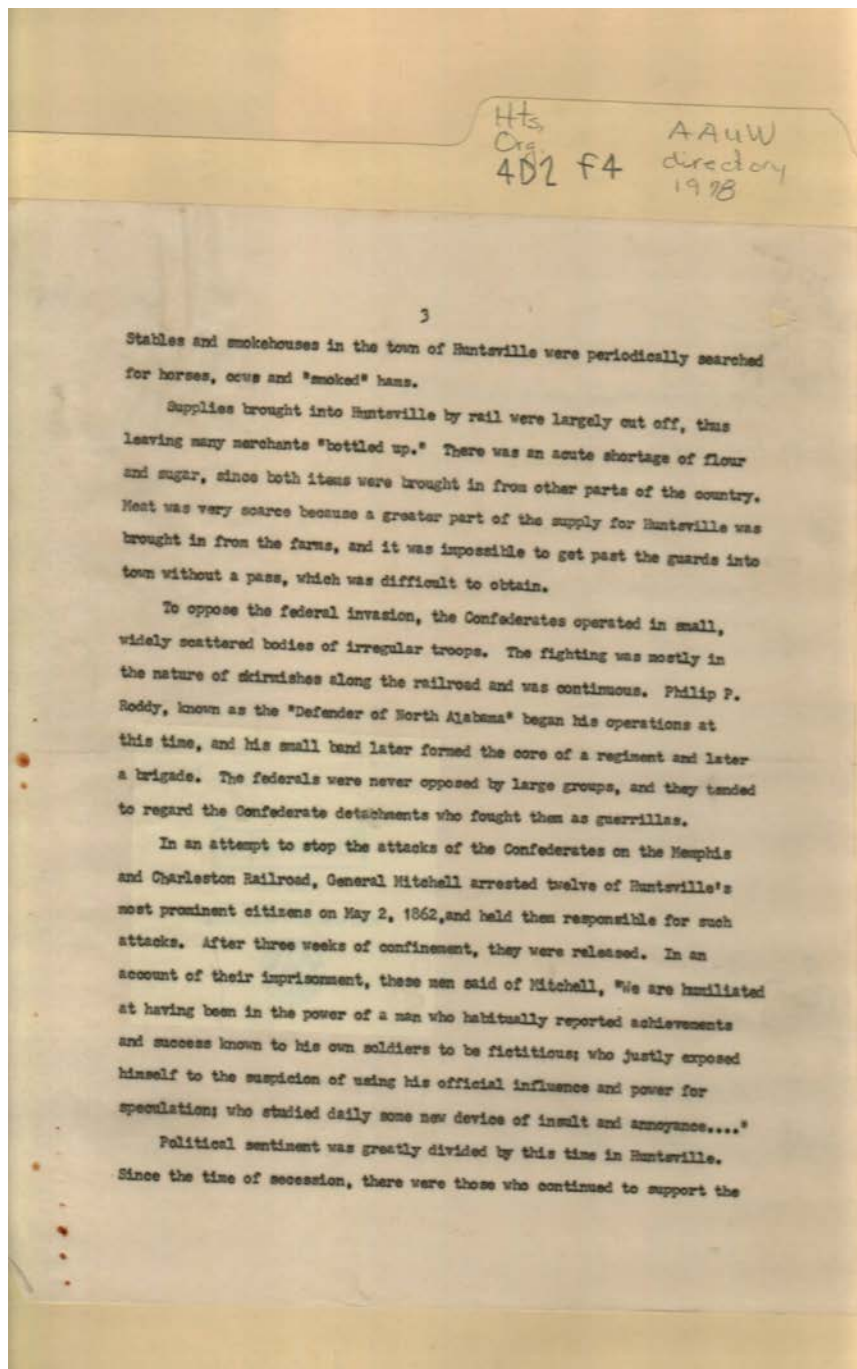 Hts,
Org.
4D2 F4
AAUW
directory
1978
3
Stables and smokehouses in the town of Huntsville were periodically searched
for horses, cows and "smoked" hams.
Supplies brought into Huntsville by rail were largely cut off, thus
leaving many merchants "bottled up." There was an acute shortage of flour
and sugar, since both items were brought in from other parts of the country.
Meat was very scarce because a greater part of the supply for Huntsville was
brought in from the farms, and it was impossible to get past the guards into
town without a pass, which was difficult to obtain.
To oppose the federal invasion, the Confederates operated in small,
widely scattered bodies of irregular troops. The fighting was mostly in
the nature of skirmishes along the railroad and was continuous. Philip P.
Roddy, known as the "Defender of North Alabama" began his operations at
this time, and his small band later formed the core of a regiment and later
a brigade. The federals were never opposed by large groups, and they tended
to regard the Confederate detachments who fought them as guerrillas.
In an attempt to stop the attacks of the Confederates on the Memphis
and Charleston Railroad, General Mitchell arrested twelve of Huntsville's
most prominent citizens on May 2, 1862,and held them responsible for such
attacks. After three weeks of confinement, they were released. In an
account of their imprisonment, these men said of Mitchell, "We are humiliated
at having been in the power of a man who habitually reported achievements
and success known to his own soldiers to be fictitious; who justly exposed
himself to the suspicion of using his official influence and power for
speculation; who studied daily some new device of insult and annoyance...."
Political sentiment was greatly divided by this time in Huntsville.
Since the time of secession, there were those who continued to support the